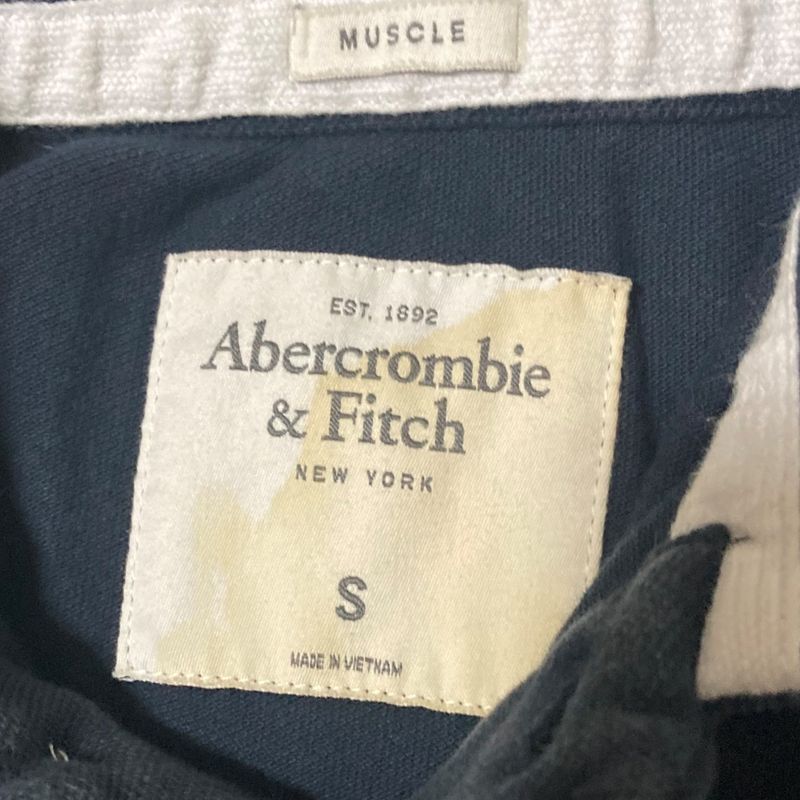 MUSCLE
EST. 1892
Abercrombie
& Fitch
NEW YORK
S
MADE IN VIETNAM